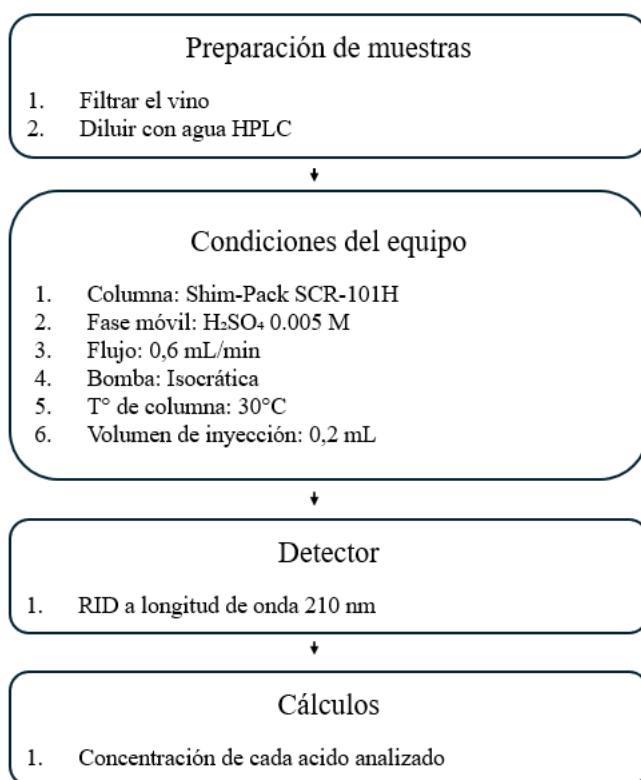 Preparación de muestras
1. Filtrar el vino
2. Diluir con agua HPLC
Condiciones del equipo
1. Columna: Shim-Pack SCR-101H
2. Fase móvil: H₂SO₄ 0.005 M
3. Flujo: 0,6 mL/min
4. Bomba: Isocrática
5. T° de columna: 30°C
6. Volumen de inyección: 0,2 mL
Detector
1. RID a longitud de onda 210 nm
Cálculos
1. Concentración de cada acido analizado